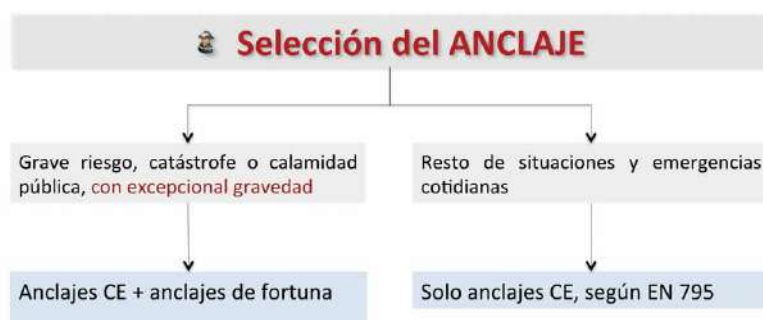 Selección del ANCLAJE
Grave riesgo, catástrofe o calamidad
pública, con excepcional gravedad
Resto de situaciones y emergencias
cotidianas
Anclajes CE + anclajes de fortuna
Solo anclajes CE, según EN 795